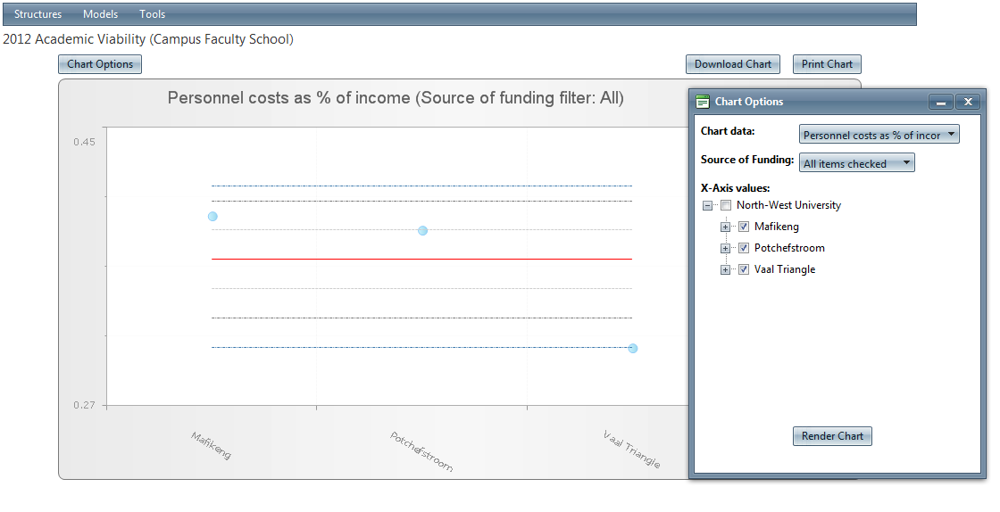 Structures Models Tools
2012 Academic Viability (Campus Faculty School)
Chart Options Download Chart Print Chart
Personnel costs as % of income (Source of funding filter: All)
0.45
0.27
Mafikeng
Potchefstroom
Vaal Triangle
Chart Options
Chart data: Personnel costs as % of incor
Source of Funding: All items checked
X-Axis values:
North-West University
Mafikeng
Potchefstroom
Vaal Triangle
Render Chart